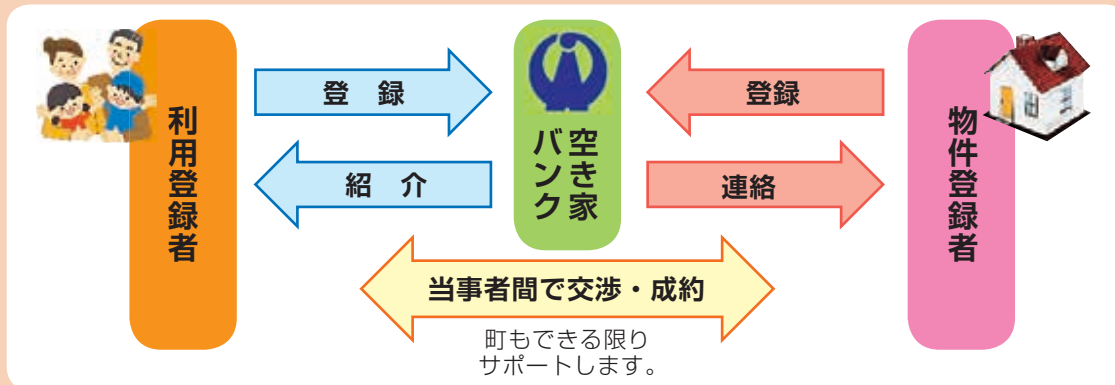 利用登録者
登　録
紹　介
空き家
バンク
登録
連絡
物件登録者
当事者間で交渉・成約
町もできる限り
サポートします。